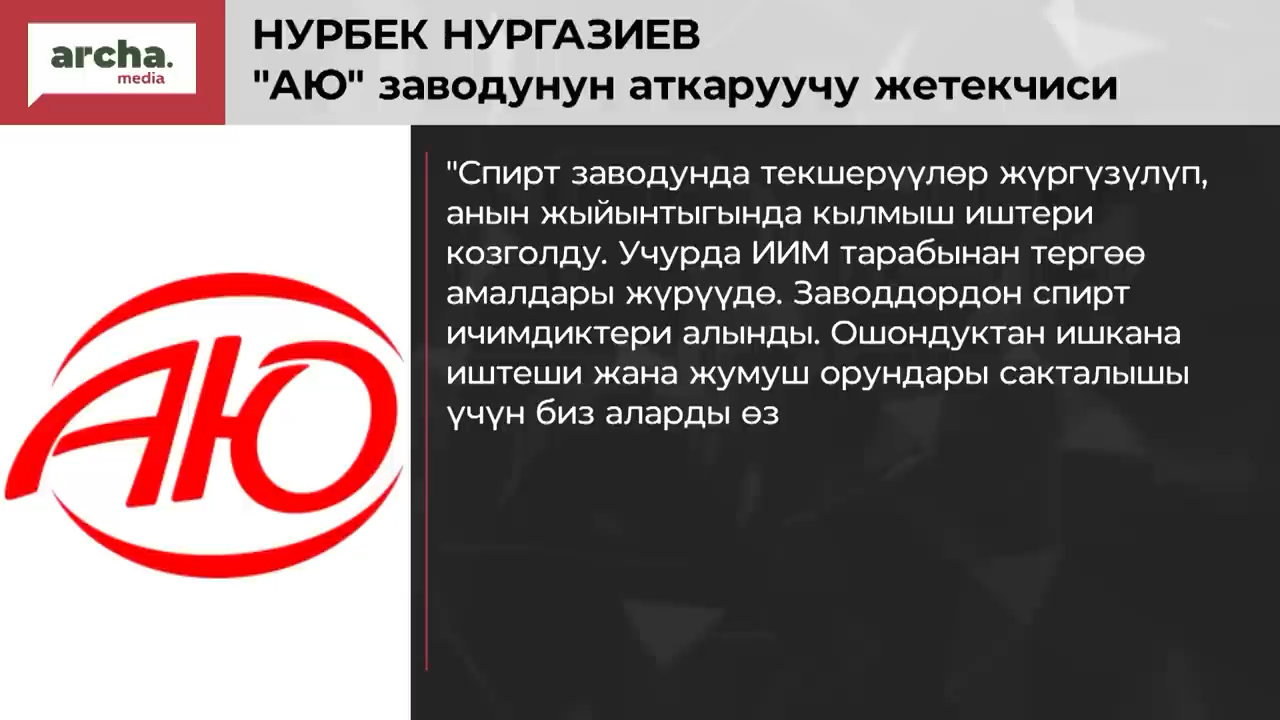 archa.
media
НУРБЕК НУРГАЗИЕВ
"АЮ" заводунун аткаруучу жетекчиси
АЮ
"Спирт заводунда текшерүүлөр жүргүзүлүп,
анын жыйынтыгында кылмыш иштери
козголду. Учурда ИИМ тарабынан тергөө
амалдары жүрүүдө. Заводдордон спирт
ичимдиктери алынды. Ошондуктан ишкана
иштеши жана жумуш орундары сакталышы
үчүн биз аларды өз